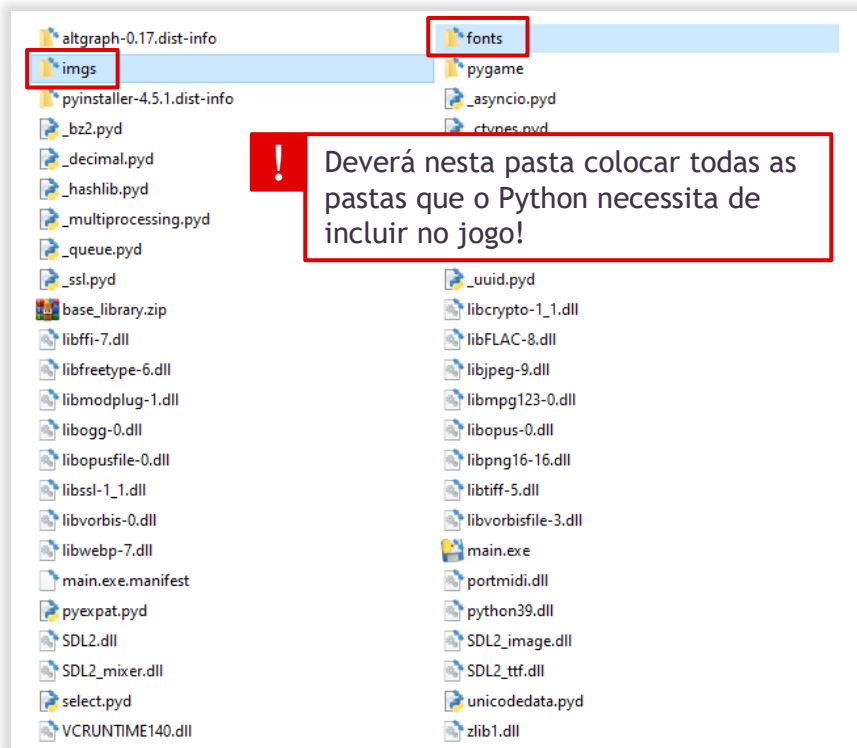 altgraph-0.17.dist-info
imgs
pyinstaller-4.5.1.dist-info
_bz2.pyd
_decimal.pyd
_hashlib.pyd
_multiprocessing.pyd
_queue.pyd
_ssl.pyd
base_library.zip
libffi-7.dll
libfreetype-6.dll
libmodplug-1.dll
libogg-0.dll
libopusfile-0.dll
libssl-1_1.dll
libvorbis-0.dll
libwebp-7.dll
main.exe.manifest
pyexpat.pyd
SDL2.dll
SDL2_mixer.dll
select.pyd
VCRUNTIME140.dll
fonts
pygame
_asyncio.pyd
_ctypes.pyd
!
Deverá nesta pasta colocar todas as
pastas que o Python necessita de
incluir no jogo!
_uuid.pyd
libcrypto-1_1.dll
libFLAC-8.dll
libjpeg-9.dll
libmpg123-0.dll
libopus-0.dll
libpng16-16.dll
libtiff-5.dll
libvorbisfile-3.dll
main.exe
portmidi.dll
python39.dll
SDL2_image.dll
SDL2_ttf.dll
unicodedata.pyd
zlib1.dll